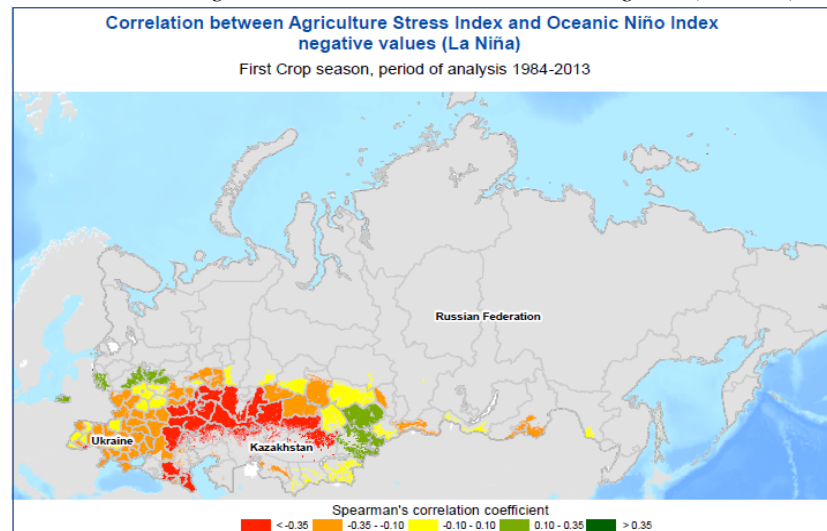 Correlation between Agriculture Stress Index and Oceanic Niño Index
negative values (La Niña)
First Crop season, period of analysis 1984-2013
Russian Federation
Ukraine
Kazakhstan
Spearman's correlation coefficient
< -0.35 -0.35 - -0.10 -0.10 - 0.10 0.10 - 0.35 > 0.35